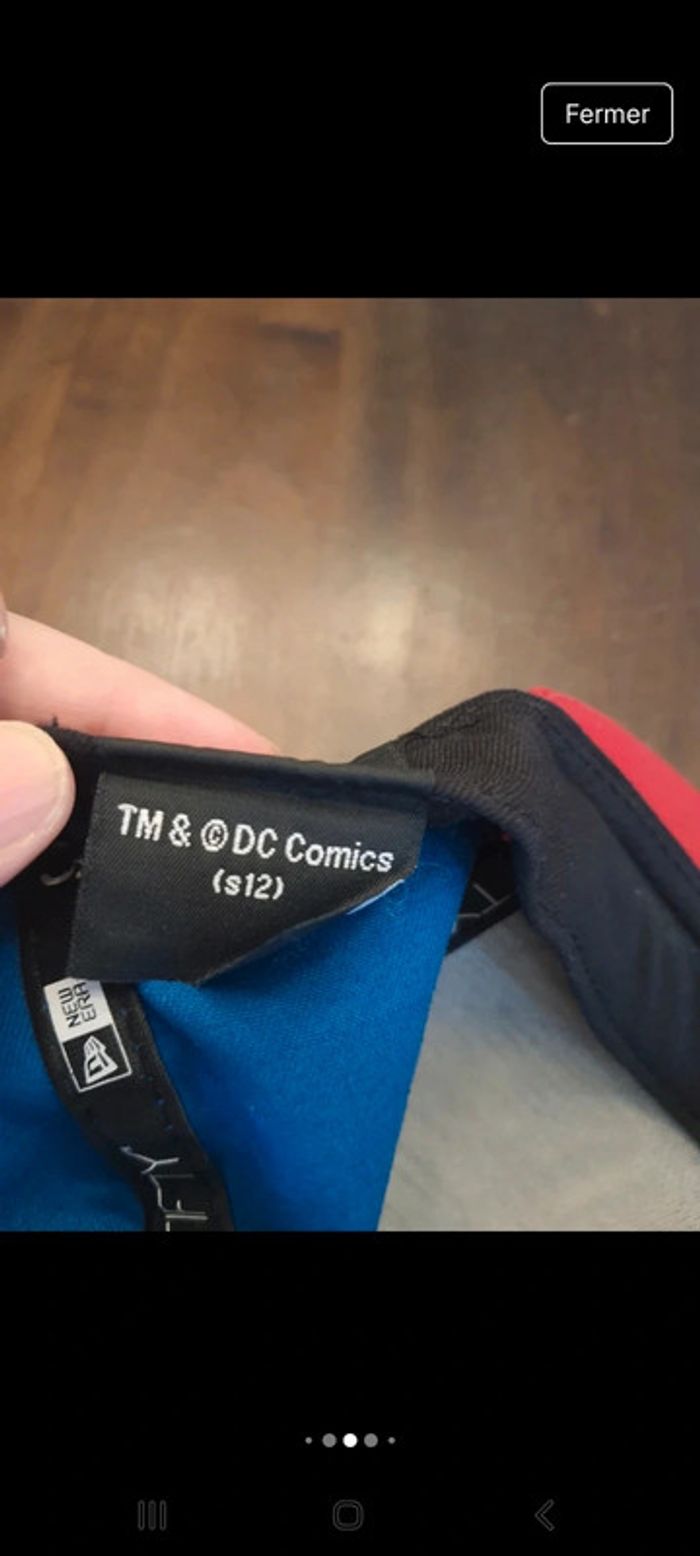 Fermer
TM & © DC Comics
(s12)
NEW
ERA